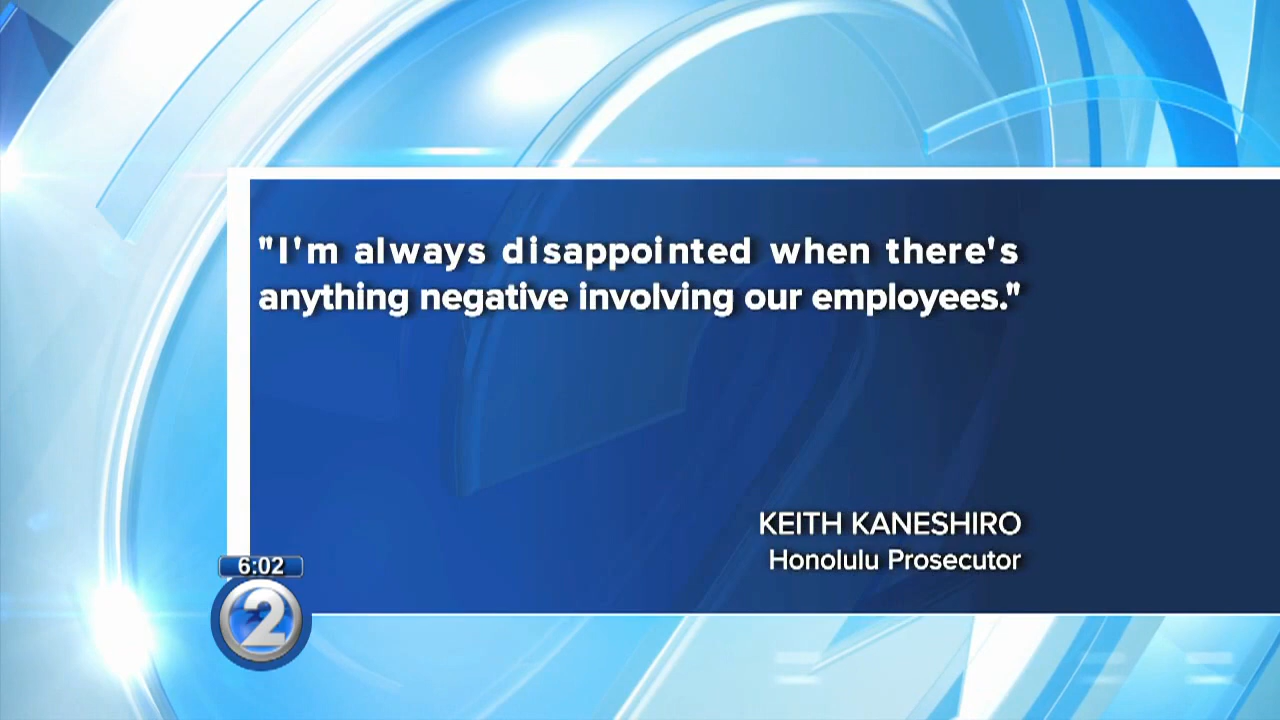 "I'm always disappointed when there's
anything negative involving our employees."
KEITH KANESHIRO
Honolulu Prosecutor
6:02
2